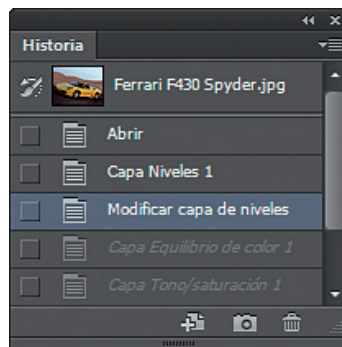 Historia
Ferrari F430 Spyder.jpg
Abrir
Capa Niveles 1
Modificar capa de niveles
Capa Equilibrio de color 1
Capa Tono/saturación 1